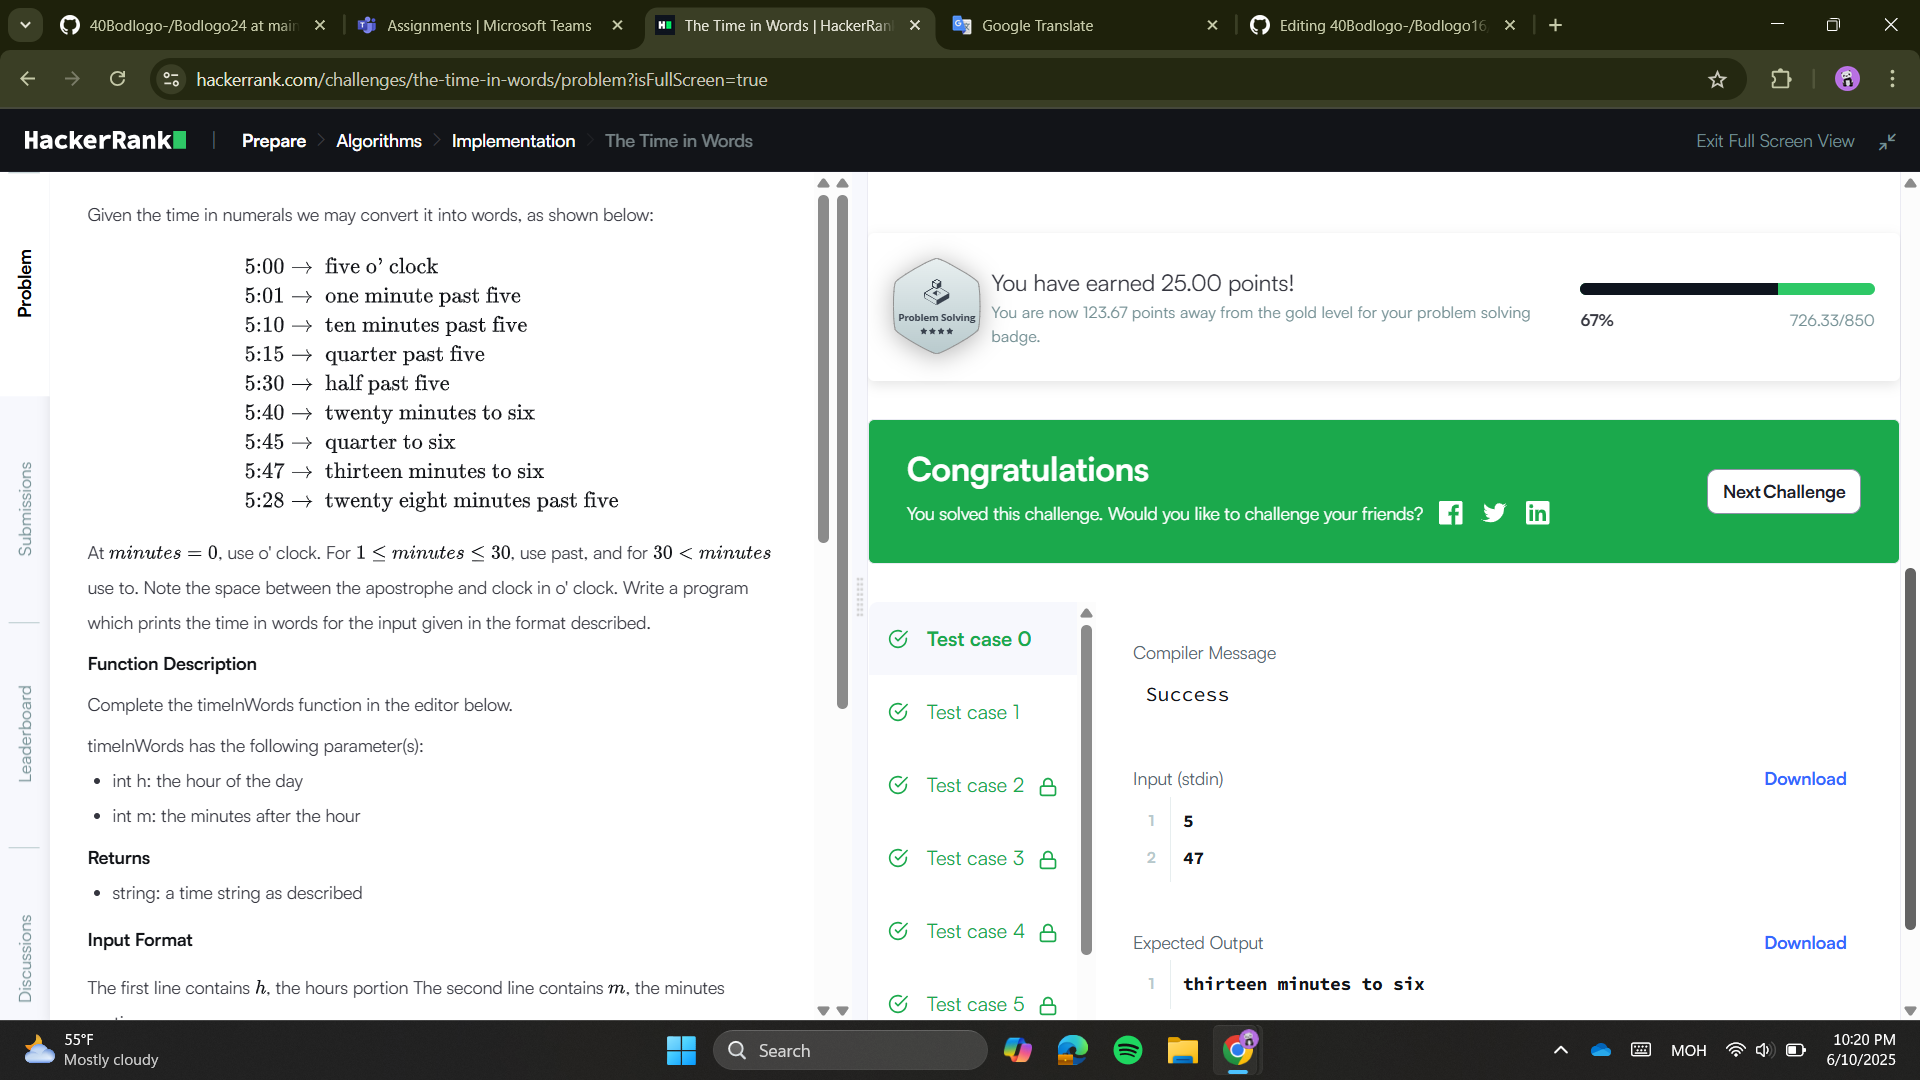 40Bodlogo-/Bodlogo24 at main
Assignments | Microsoft Teams
The Time in Words | HackerRan
Google Translate
Editing 40Bodlogo-/Bodlogo16,
hackerrank.com/challenges/the-time-in-words/problem?isFullScreen=true
HackerRank
Prepare
Algorithms
Implementation
The Time in Words
Exit Full Screen View
Problem
Submissions
Leaderboard
Discussions
Given the time in numerals we may convert it into words, as shown below:
5:00 → five o' clock
5:01 → one minute past five
5:10 → ten minutes past five
5:15 → quarter past five
5:30 → half past five
5:40 → twenty minutes to six
5:45 → quarter to six
5:47 → thirteen minutes to six
5:28 → twenty eight minutes past five
At minutes = 0, use o' clock. For 1 ≤ minutes ≤ 30, use past, and for 30 < minutes
use to. Note the space between the apostrophe and clock in o' clock. Write a program
which prints the time in words for the input given in the format described.
Function Description
Complete the timeInWords function in the editor below.
timeInWords has the following parameter(s):
• int h: the hour of the day
• int m: the minutes after the hour
Returns
• string: a time string as described
Input Format
The first line contains h, the hours portion The second line contains m, the minutes
Problem Solving
You have earned 25.00 points!
You are now 123.67 points away from the gold level for your problem solving
badge.
67%
726.33/850
Congratulations
You solved this challenge. Would you like to challenge your friends?
Next Challenge
Test case 0
Test case 1
Test case 2
Test case 3
Test case 4
Test case 5
Compiler Message
Success
Input (stdin)
Download
1 5
2 47
Expected Output
Download
1 thirteen minutes to six
55°F
Mostly cloudy
Search
MOH
10:20 PM
6/10/2025